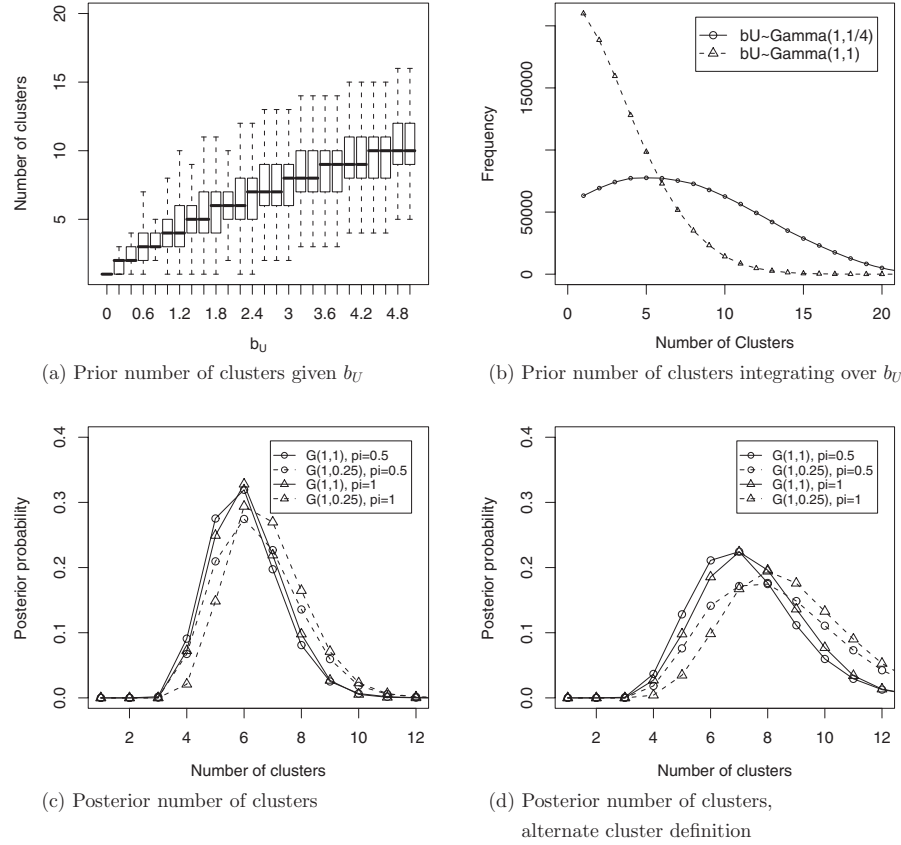 Number of clusters
20
15
10
5
0 0.6 1.2 1.8 2.4 3 3.6 4.2 4.8
b_U
(a) Prior number of clusters given b_U
Frequency
150000
50000
0
bU~Gamma(1,1/4)
bU~Gamma(1,1)
0 5 10 15 20
Number of Clusters
(b) Prior number of clusters integrating over b_U
Posterior probability
0.4
0.3
0.2
0.1
0.0
G(1,1), pi=0.5
G(1,0.25), pi=0.5
G(1,1), pi=1
G(1,0.25), pi=1
2 4 6 8 10 12
Number of clusters
(c) Posterior number of clusters
Posterior probability
0.4
0.3
0.2
0.1
0.0
G(1,1), pi=0.5
G(1,0.25), pi=0.5
G(1,1), pi=1
G(1,0.25), pi=1
2 4 6 8 10 12
Number of clusters
(d) Posterior number of clusters,
alternate cluster definition